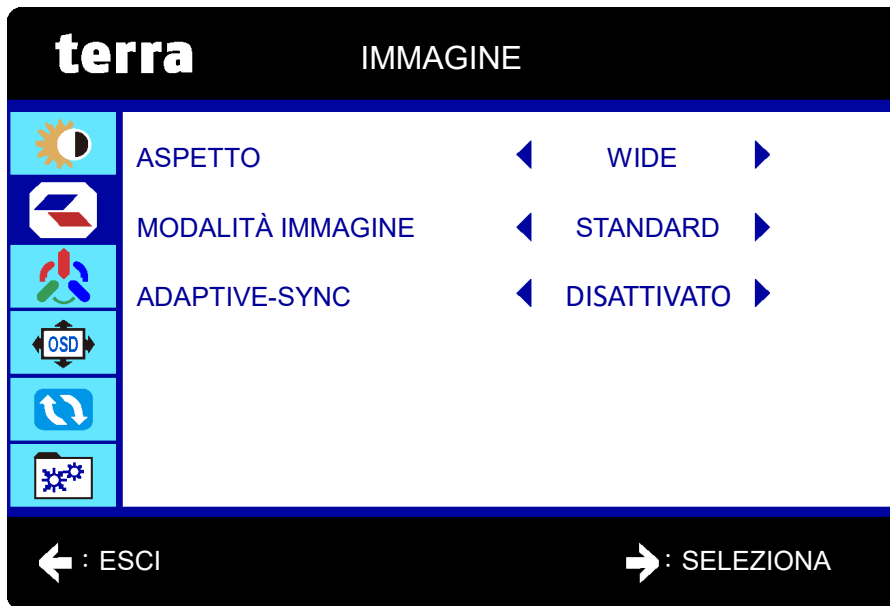 terra IMMAGINE
ASPETTO WIDE
MODALITÀ IMMAGINE STANDARD
ADAPTIVE-SYNC DISATTIVATO
OSD
: ESCI : SELEZIONA